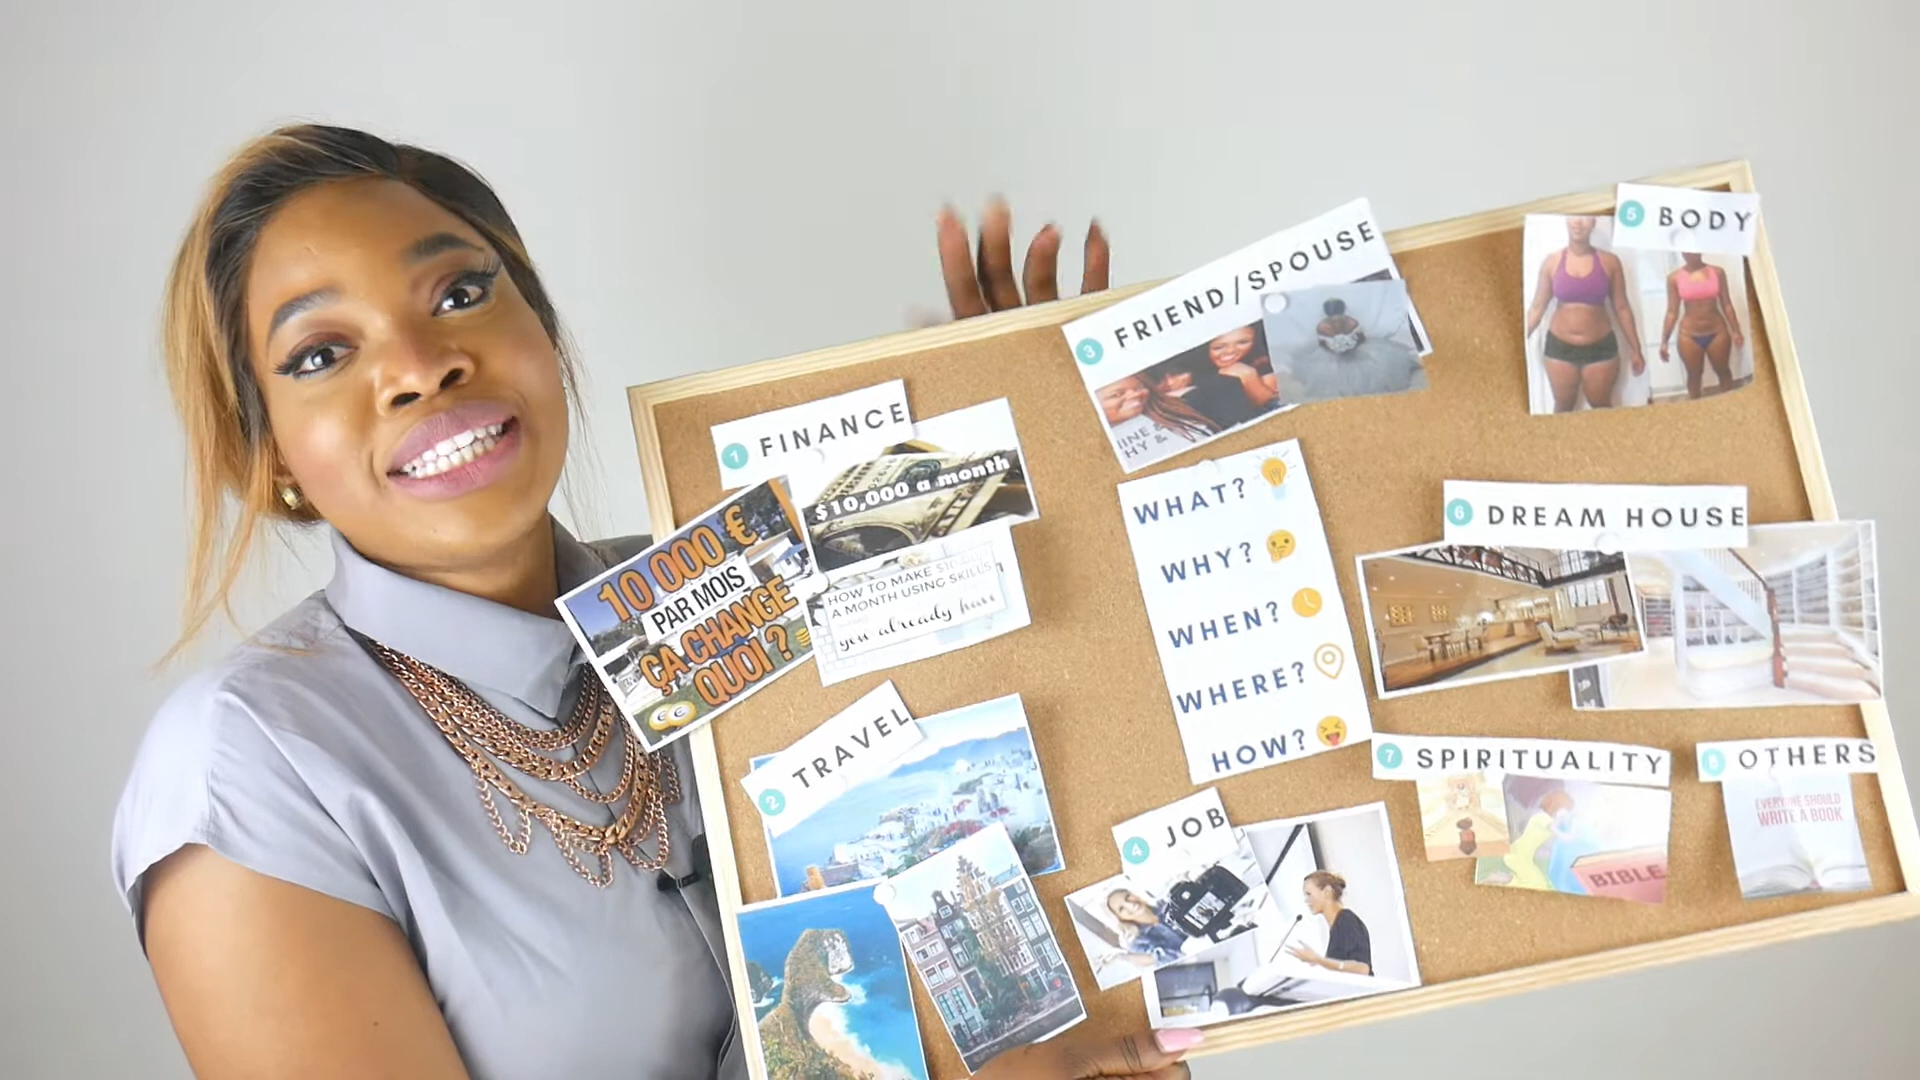 1 FINANCE
$10,000 a month
10 000 €
PAR MOIS
ÇA CHANGE
QUOI ?
HOW TO MAKE
A MONTH USING SKILLS
you already have
2 TRAVEL
3 FRIEND/SPOUSE
WHAT?
WHY?
WHEN?
WHERE?
HOW?
4 JOB
5 BODY
6 DREAM HOUSE
7 SPIRITUALITY
BIBLE
8 OTHERS
EVERYONE SHOULD
WRITE A BOOK